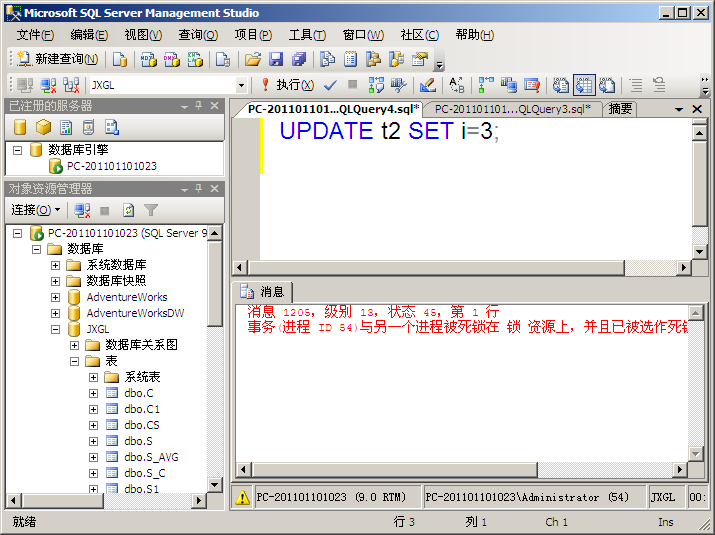 Microsoft SQL Server Management Studio
文件(F) 编辑(E) 视图(V) 查询(Q) 项目(P) 工具(T) 窗口(W) 社区(C) 帮助(H)
新建查询(N)
JXGL 执行(X)
已注册的服务器
数据库引擎
PC-201101101023
对象资源管理器
连接(O)
PC-201101101023 (SQL Server 9
数据库
系统数据库
数据库快照
AdventureWorks
AdventureWorksDW
JXGL
数据库关系图
表
系统表
dbo.C
dbo.C1
dbo.CS
dbo.S
dbo.S_AVG
dbo.S_C
dbo.S1
PC-201101101...QLQuery4.sql* PC-201101101...QLQuery3.sql* 摘要
UPDATE t2 SET i=3;
消息
消息 1205，级别 13，状态 45，第 1 行
事务(进程 ID 54)与另一个进程被死锁在 锁 资源上，并且已被选作死锁
PC-201101101023 (9.0 RTM) PC-201101101023\Administrator (54) JXGL 00:
就绪 行 3 列 1 Ch 1 Ins